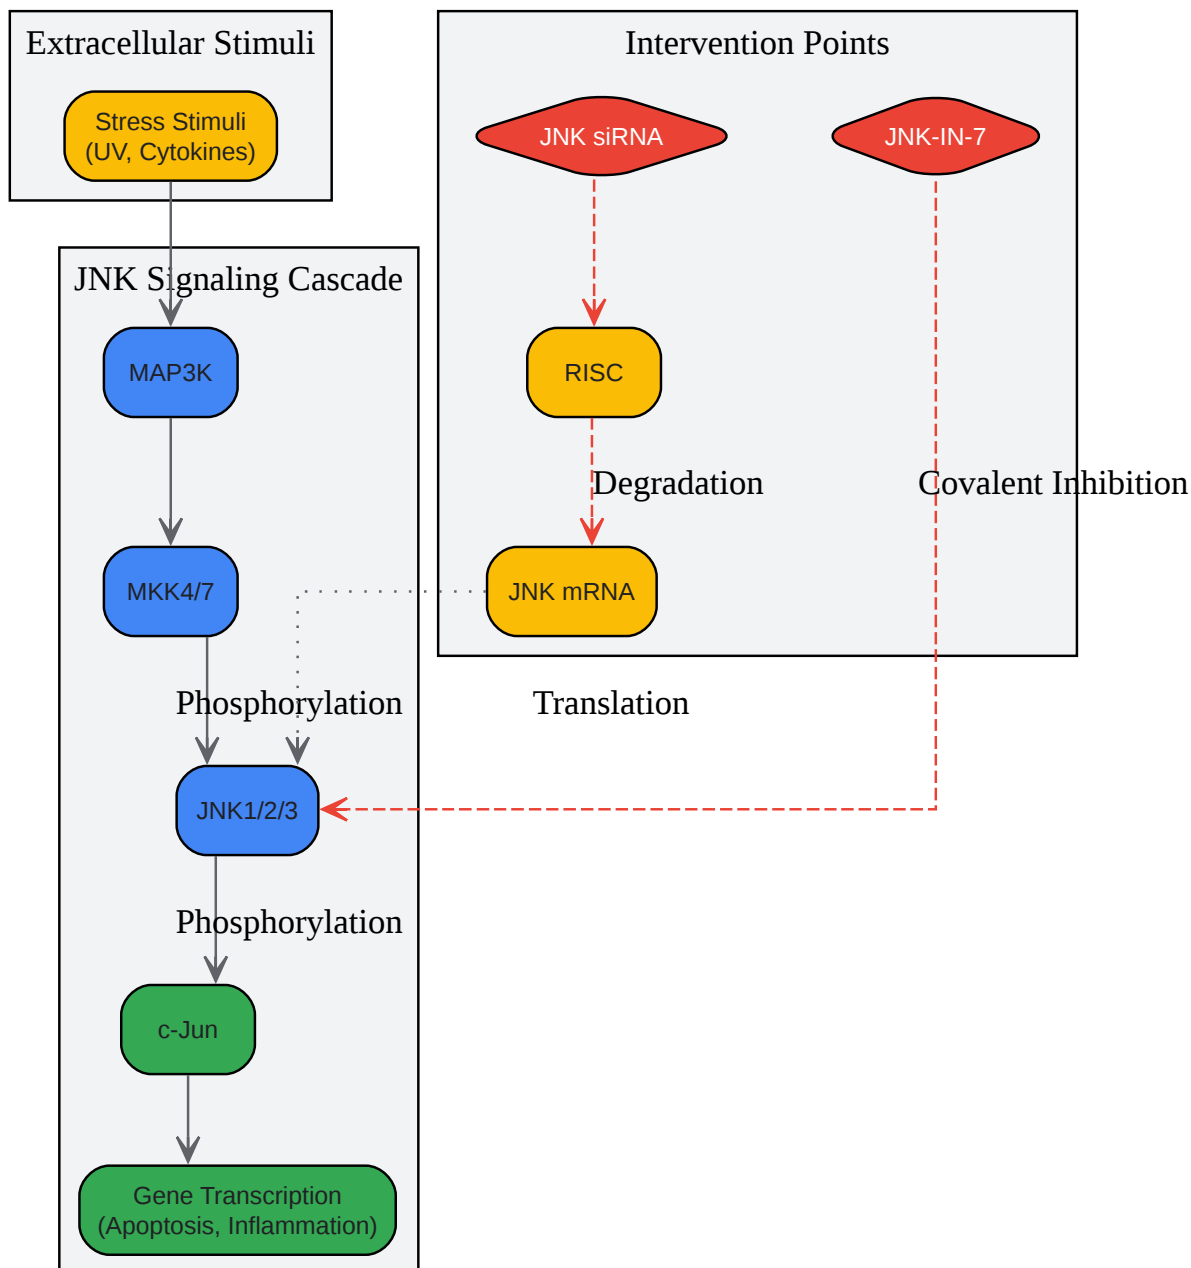 Extracellular Stimuli
Stress Stimuli
(UV, Cytokines)
Intervention Points
JNK siRNA
JNK-IN-7
JNK Signaling Cascade
MAP3K
RISC
Degradation
Covalent Inhibition
MKK4/7
JNK mRNA
Phosphorylation
Translation
JNK1/2/3
Phosphorylation
c-Jun
Gene Transcription
(Apoptosis, Inflammation)